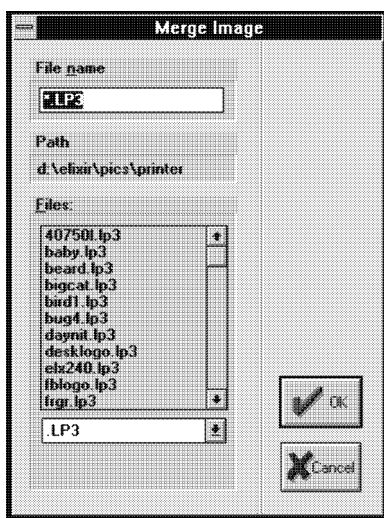 Merge Image
File name
*.LP3
Path
d:\elixir\pics\printer
Files:
40750l.lp3
baby.lp3
beard.lp3
bigcat.lp3
bird1.lp3
bug4.lp3
daynit.lp3
desklogo.lp3
elx240.lp3
fblogo.lp3
frgr.lp3
.LP3
OK
Cancel